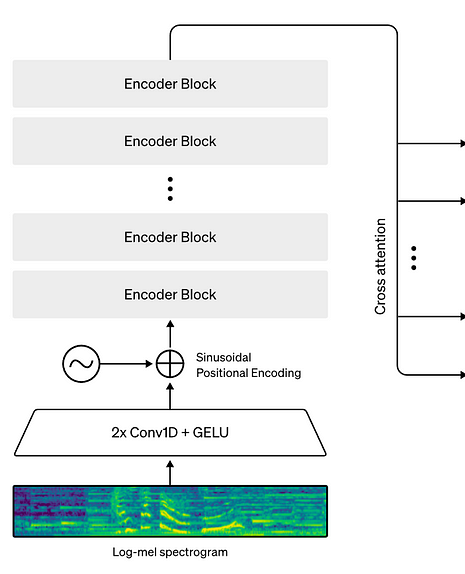 Encoder Block
Encoder Block
Encoder Block
Encoder Block
Cross attention
Sinusoidal
Positional Encoding
2x Conv1D + GELU
Log-mel spectrogram